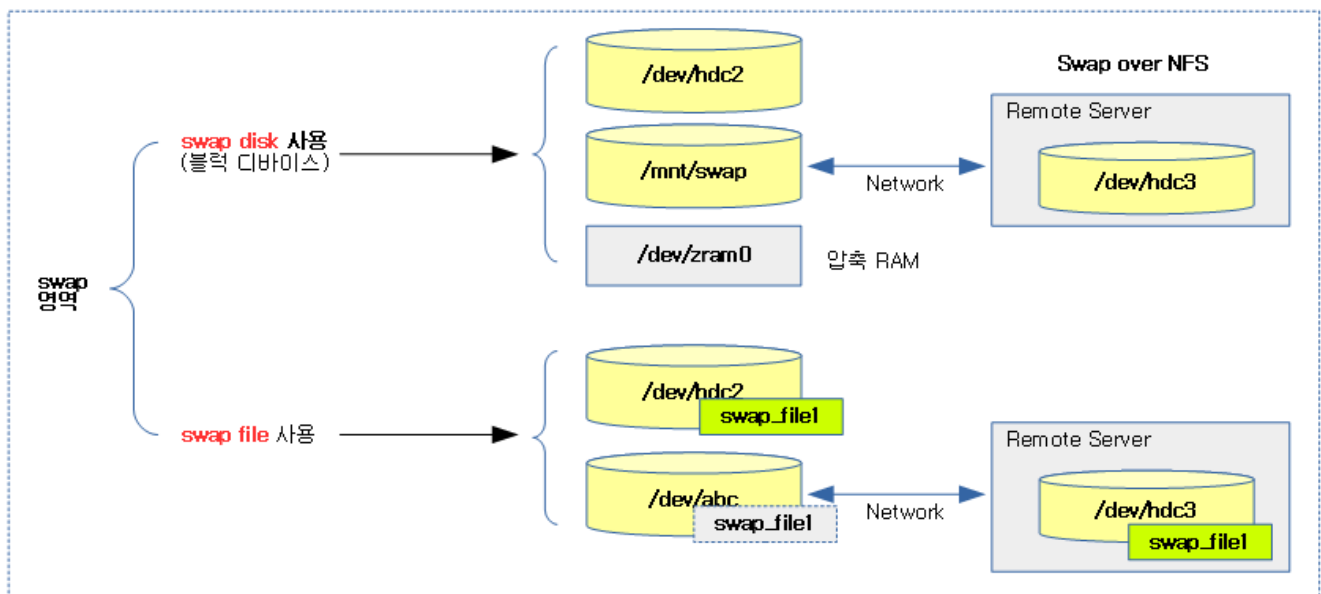 swap
영역
swap disk 사용
(블럭 디바이스)
/dev/hdc2
/mnt/swap
/dev/zram0
압축 RAM
Network
Swap over NFS
Remote Server
/dev/hdc3
swap file 사용
/dev/hdc2
swap_file1
/dev/abc
swap_file1
Network
Remote Server
/dev/hdc3
swap_file1